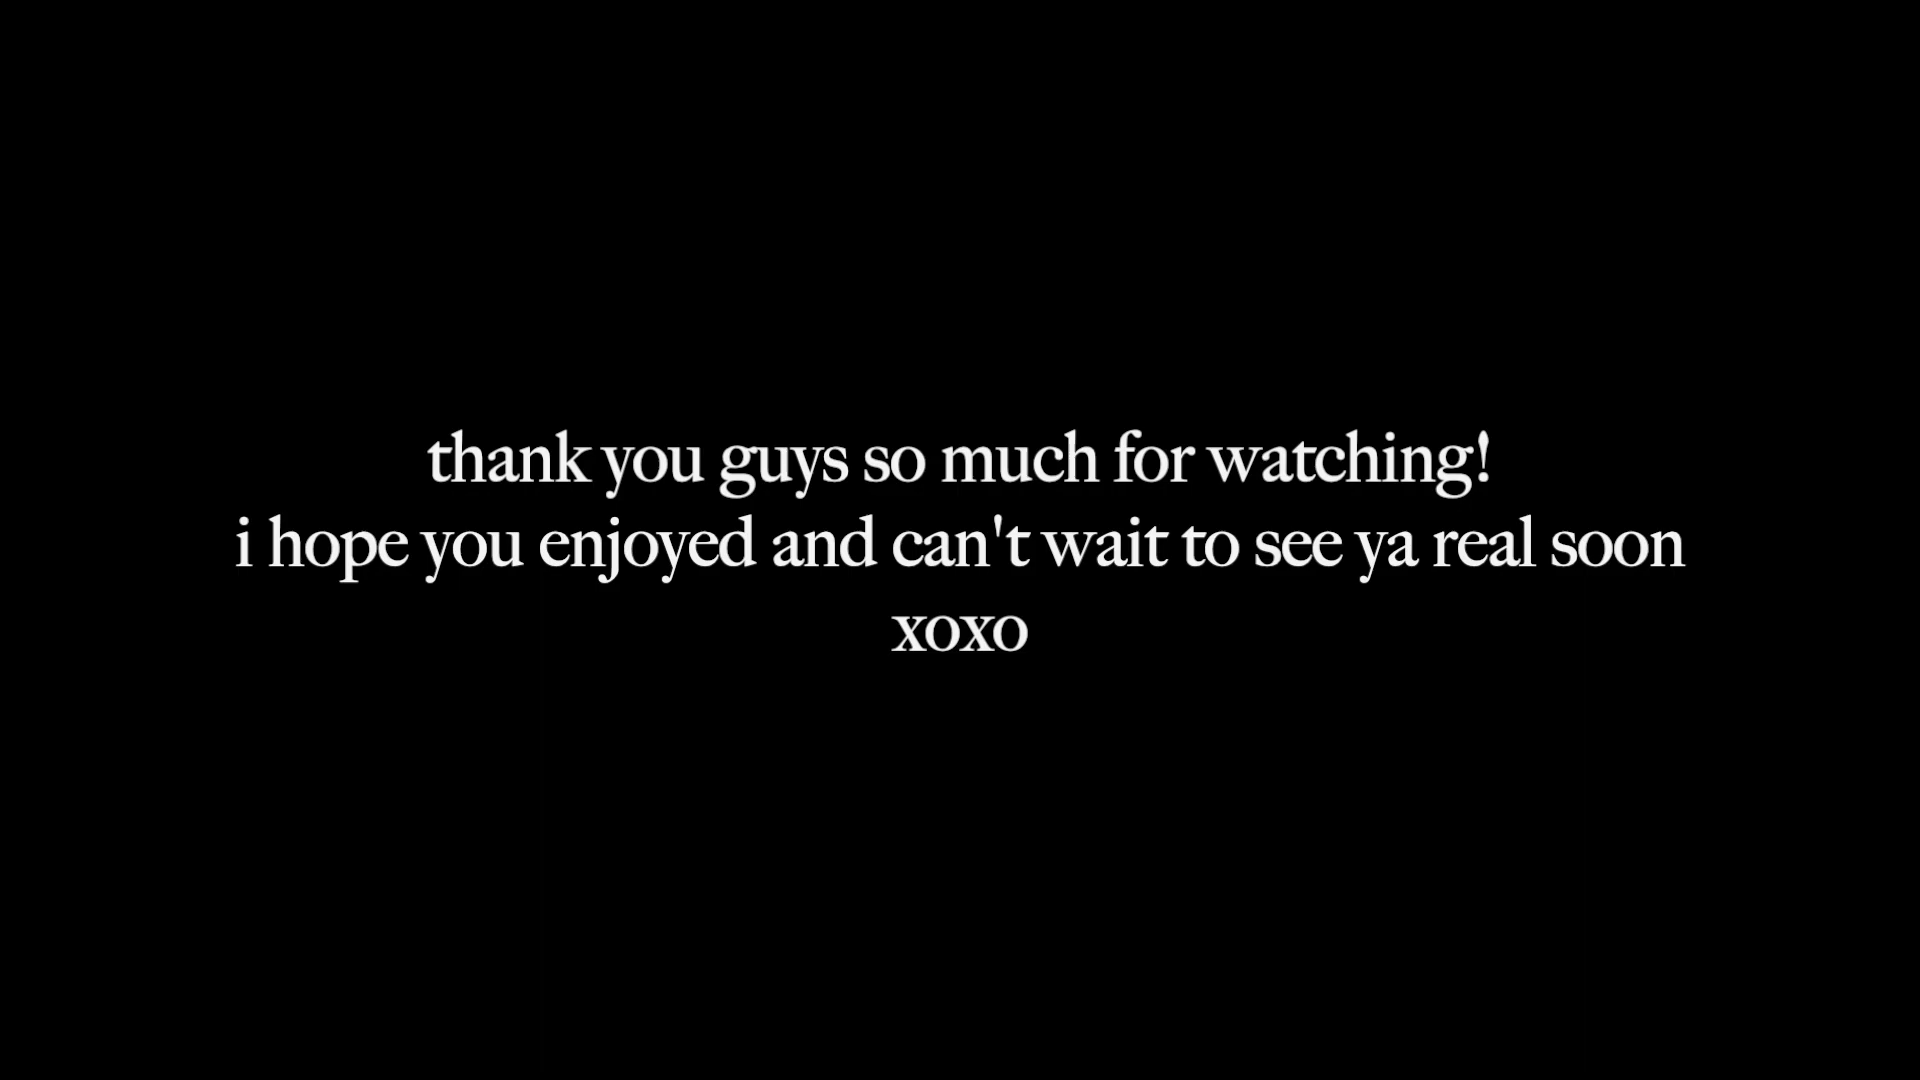 thank you guys so much for watching!
i hope you enjoyed and can't wait to see ya real soon
xoxo